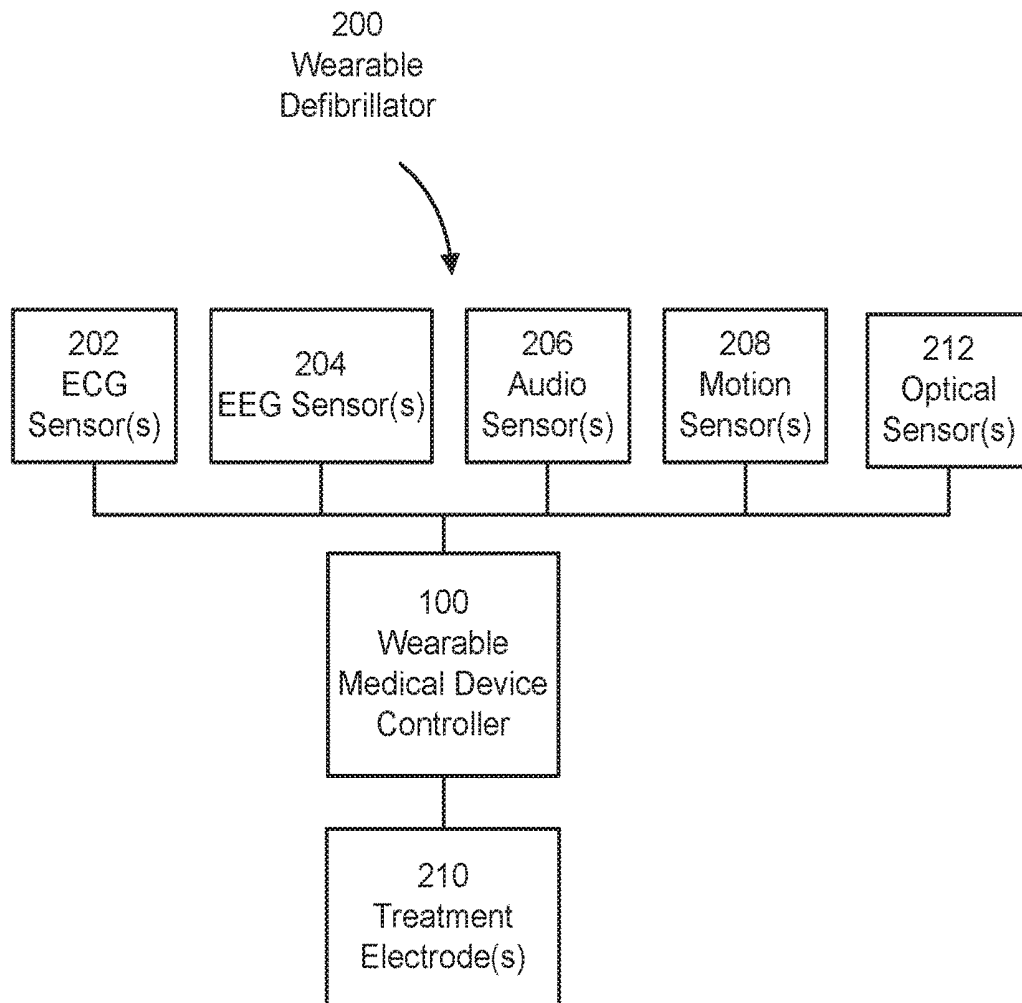 200
Wearable
Defibrillator
202
ECG
Sensor(s)
204
EEG Sensor(s)
206
Audio
Sensor(s)
208
Motion
Sensor(s)
212
Optical
Sensor(s)
100
Wearable
Medical Device
Controller
210
Treatment
Electrode(s)